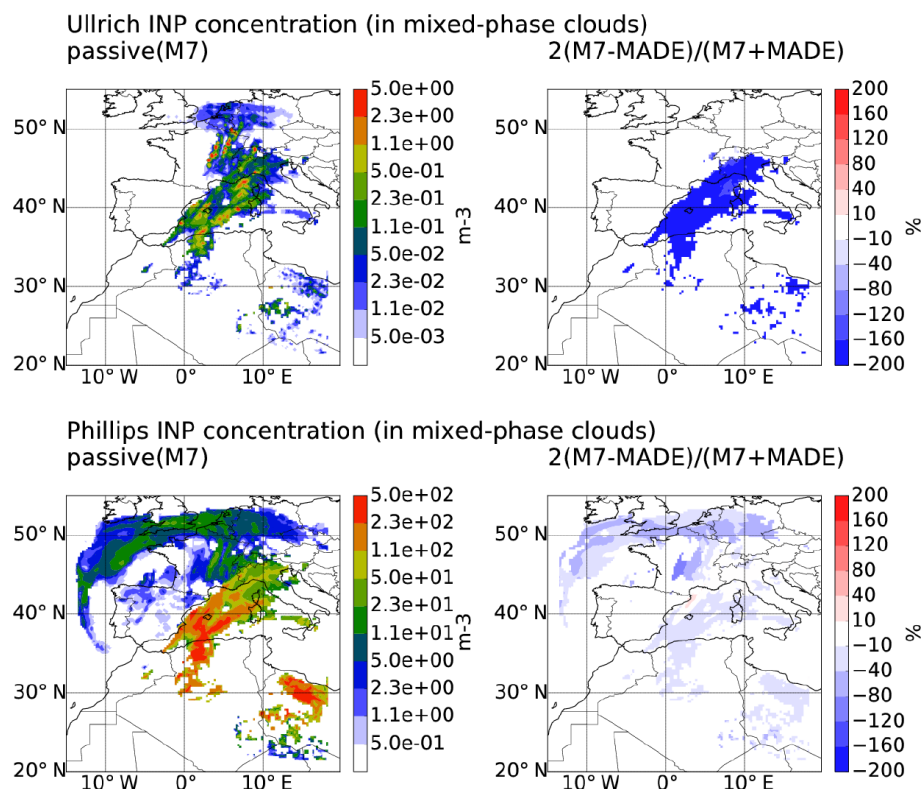 Ullrich INP concentration (in mixed-phase clouds)
passive(M7)
2(M7-MADE)/(M7+MADE)
50° N
40° N
30° N
20° N
10° W
0°
10° E
5.0e+00
2.3e+00
1.1e+00
5.0e-01
2.3e-01
1.1e-01
5.0e-02
2.3e-02
1.1e-02
5.0e-03
m-3
50° N
40° N
30° N
20° N
10° W
0°
10° E
200
160
120
80
40
10
−10
−40
−80
−120
−160
−200
%
Phillips INP concentration (in mixed-phase clouds)
passive(M7)
2(M7-MADE)/(M7+MADE)
50° N
40° N
30° N
20° N
10° W
0°
10° E
5.0e+02
2.3e+02
1.1e+02
5.0e+01
2.3e+01
1.1e+01
5.0e+00
2.3e+00
1.1e+00
5.0e-01
m-3
50° N
40° N
30° N
20° N
10° W
0°
10° E
200
160
120
80
40
10
−10
−40
−80
−120
−160
−200
%